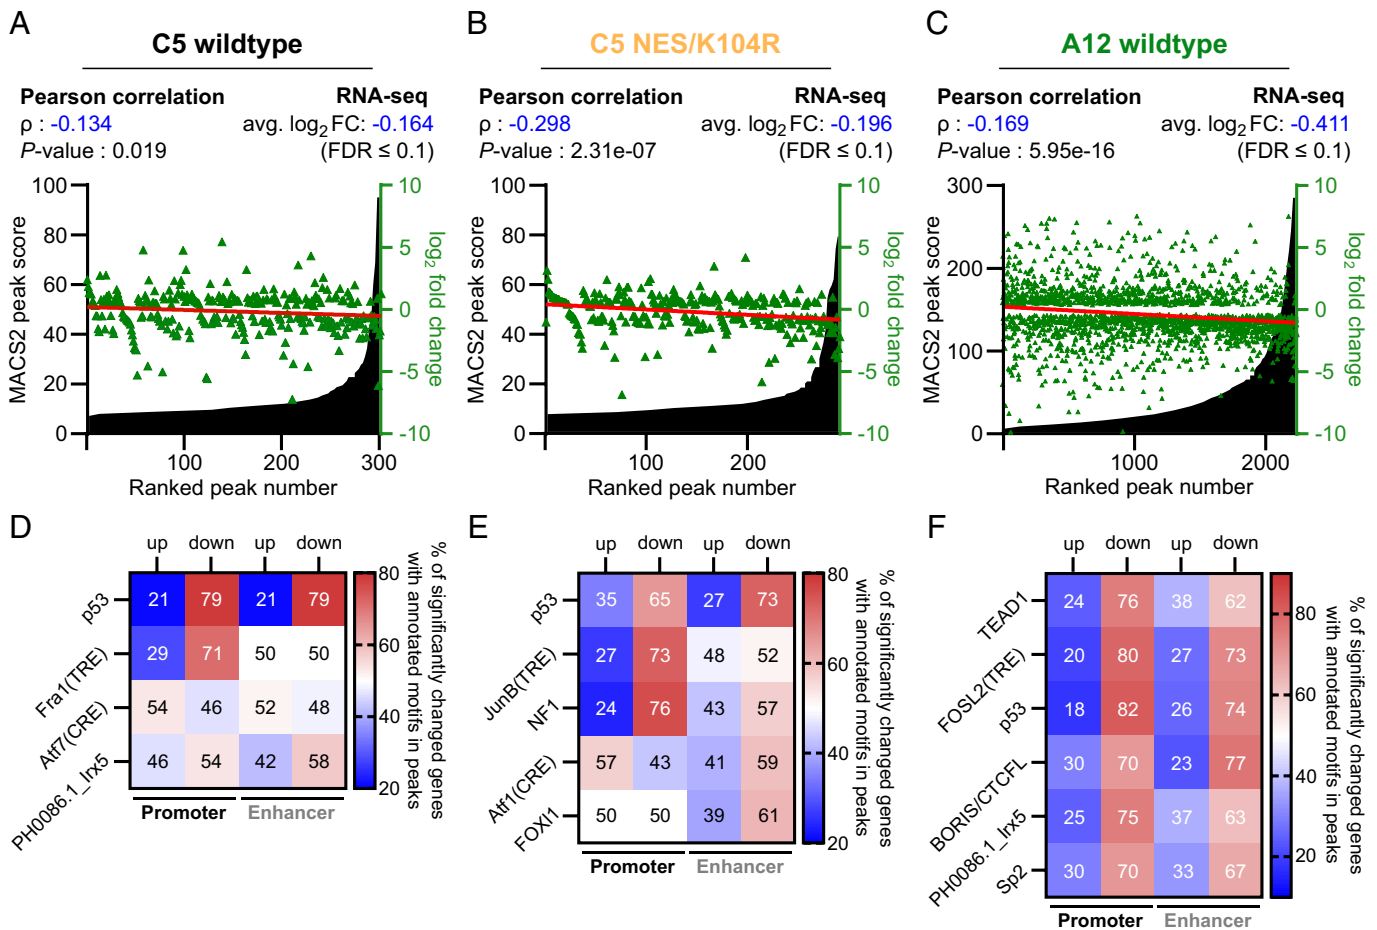 A
C5 wildtype
Pearson correlation
RNA-seq
ρ : -0.134
avg. log2 FC: -0.164
P-value : 0.019
(FDR ≤ 0.1)
MACS2 peak score
100
80
60
40
20
0
10
5
0
-5
-10
log2 fold change
100
200
300
Ranked peak number
B
C5 NES/K104R
Pearson correlation
RNA-seq
ρ : -0.298
avg. log2 FC: -0.196
P-value : 2.31e-07
(FDR ≤ 0.1)
MACS2 peak score
100
80
60
40
20
0
10
5
0
-5
-10
log2 fold change
100
200
Ranked peak number
C
A12 wildtype
Pearson correlation
RNA-seq
ρ : -0.169
avg. log2 FC: -0.411
P-value : 5.95e-16
(FDR ≤ 0.1)
MACS2 peak score
300
200
100
0
10
5
0
-5
-10
log2 fold change
1000
2000
Ranked peak number
D
up down up down
p53 21 79 21 79
Fra1(TRE) 29 71 50 50
Atf7(CRE) 54 46 52 48
PH0086.1_Irx5 46 54 42 58
Promoter Enhancer
80
60
40
20
% of significantly changed genes
with annotated motifs in peaks
E
up down up down
p53 35 65 27 73
JunB(TRE) 27 73 48 52
NF1 24 76 43 57
Atf1(CRE) 57 43 41 59
FOXI1 50 50 39 61
Promoter Enhancer
80
60
40
20
% of significantly changed genes
with annotated motifs in peaks
F
up down up down
TEAD1 24 76 38 62
FOSL2(TRE) 20 80 27 73
p53 18 82 26 74
BORIS/CTCFL 30 70 23 77
PH0086.1_Irx5 25 75 37 63
Sp2 30 70 33 67
Promoter Enhancer
80
60
40
20
% of significantly changed genes
with annotated motifs in peaks